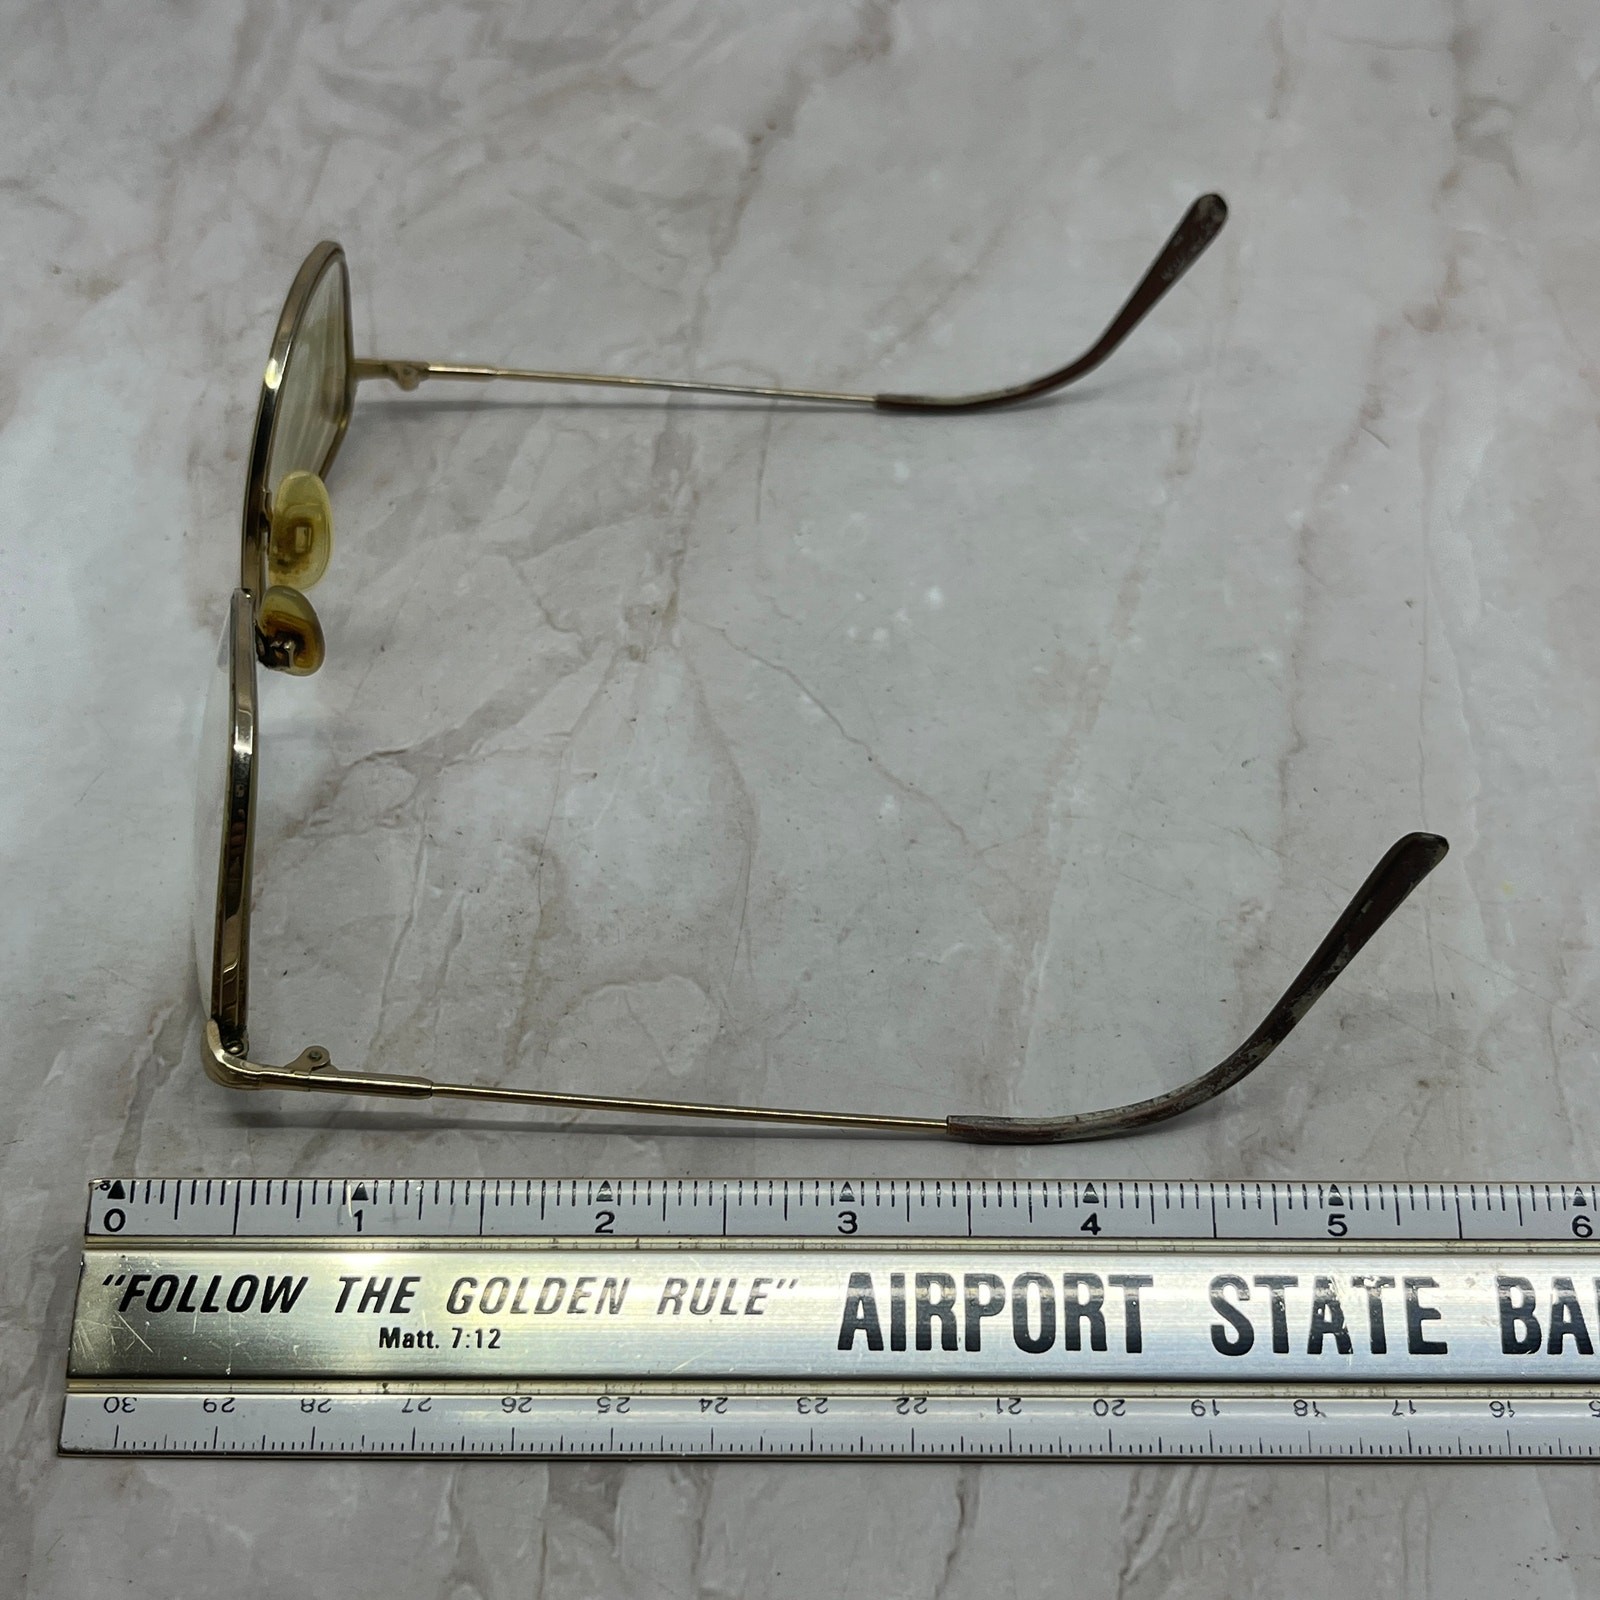 8
0 1 2 3 4 5 6
"FOLLOW THE GOLDEN RULE" AIRPORT STATE BA
Matt. 7:12
30 29 28 27 26 25 24 23 22 21 20 19 18 17 16